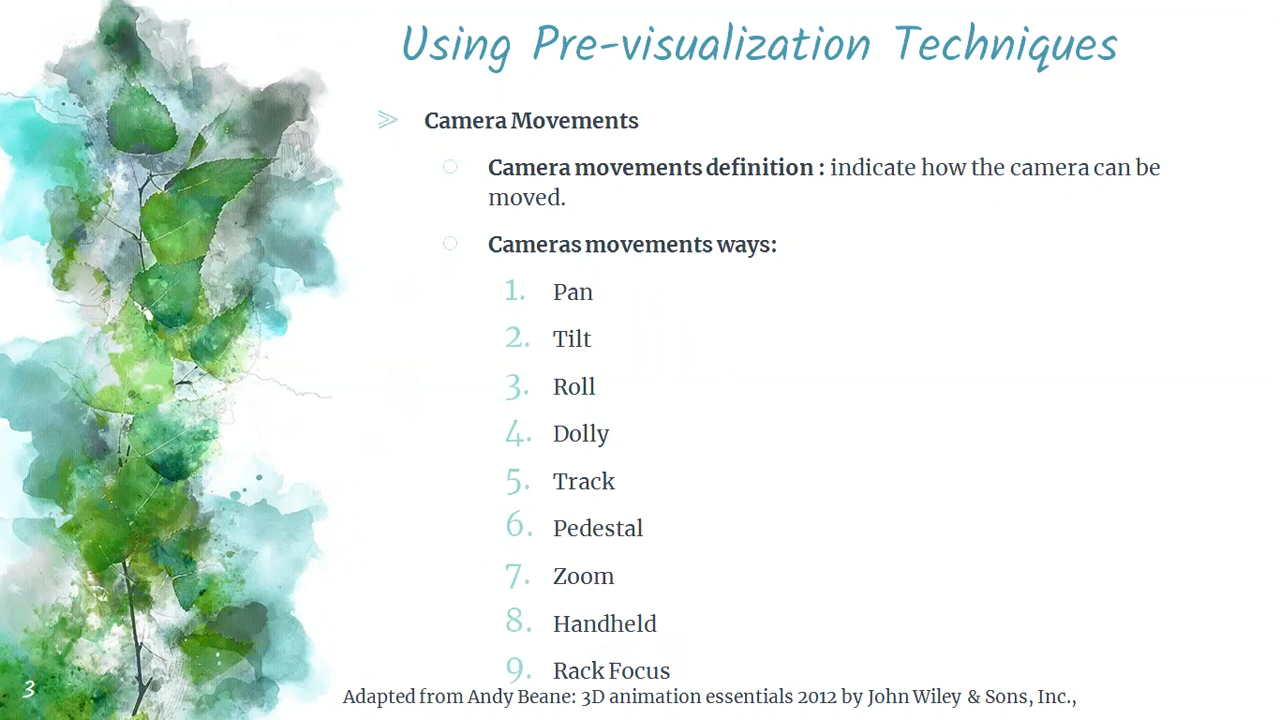 Using Pre-visualization Techniques
⪢ Camera Movements
○ Camera movements definition : indicate how the camera can be
moved.
○ Cameras movements ways:
1. Pan
2. Tilt
3. Roll
4. Dolly
5. Track
6. Pedestal
7. Zoom
8. Handheld
9. Rack Focus
3
Adapted from Andy Beane: 3D animation essentials 2012 by John Wiley & Sons, Inc.,